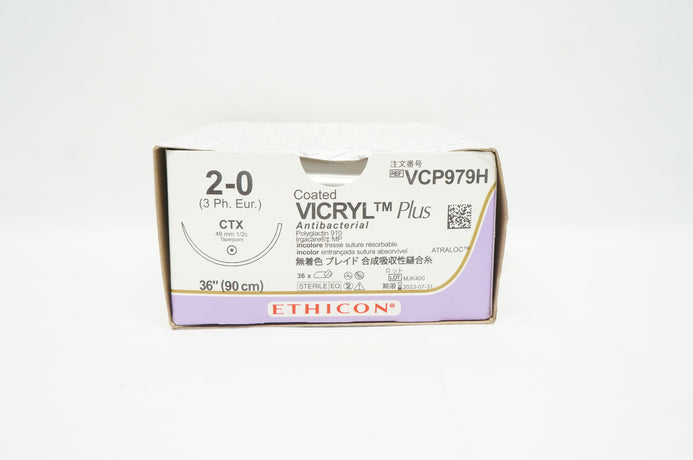 2-0
(3 Ph. Eur.)
CTX
48 mm 1/2c
Taperpoint
36" (90 cm)
Coated
VICRYL™ Plus
Antibacterial
Polyglactin 910
Irgacare®‡ MP
incolore tressé suture résorbable
incolor entrançada sutura absorvível
無着色 ブレイド 合成吸収性縫合糸
36 x
STERILE EO 2
注文番号
REF VCP979H
ATRALOC™
ロット
LOT MJK400
期限 2023-07-31
ETHICON®